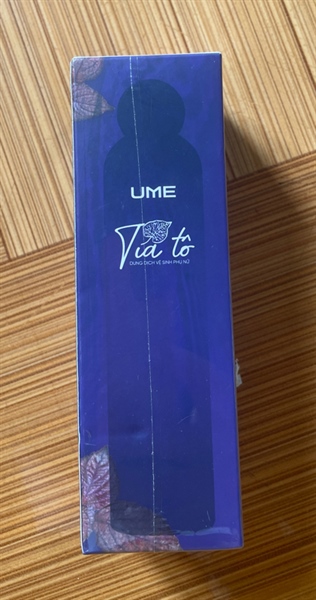 UME
Tía tô
DUNG DỊCH VỆ SINH PHỤ NỮ